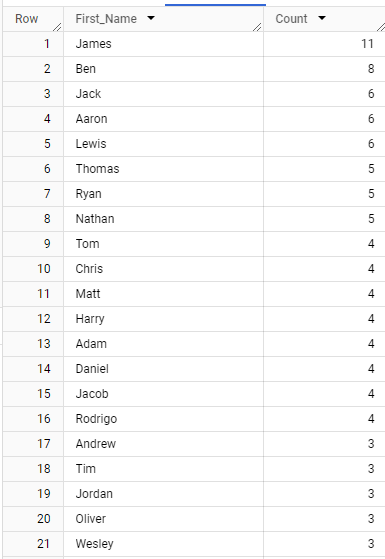 Row First_Name Count
1 James 11
2 Ben 8
3 Jack 6
4 Aaron 6
5 Lewis 6
6 Thomas 5
7 Ryan 5
8 Nathan 5
9 Tom 4
10 Chris 4
11 Matt 4
12 Harry 4
13 Adam 4
14 Daniel 4
15 Jacob 4
16 Rodrigo 4
17 Andrew 3
18 Tim 3
19 Jordan 3
20 Oliver 3
21 Wesley 3